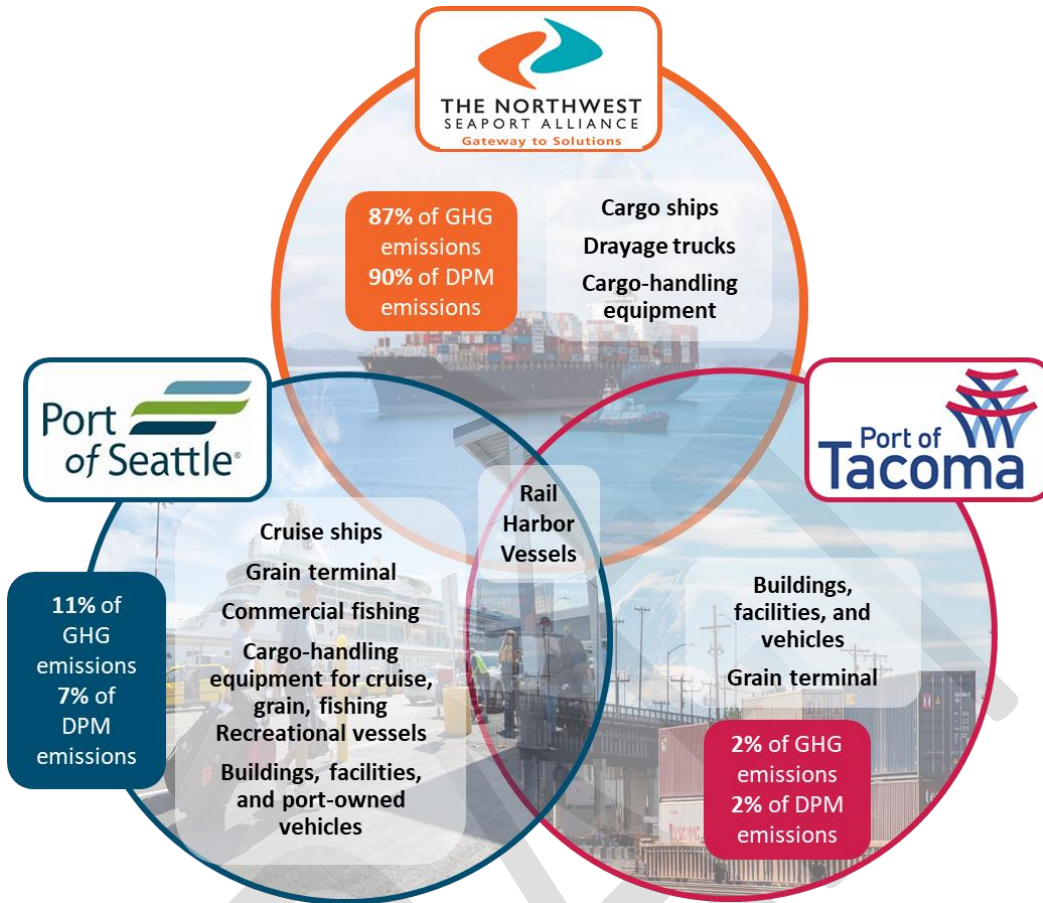 THE NORTHWEST
SEAPORT ALLIANCE
Gateway to Solutions
87% of GHG
emissions
90% of DPM
emissions
Cargo ships
Drayage trucks
Cargo-handling
equipment
Port
of Seattle®
Port of
Tacoma
Rail
Harbor
Vessels
11% of
GHG
emissions
7% of
DPM
emissions
Cruise ships
Grain terminal
Commercial fishing
Cargo-handling
equipment for cruise,
grain, fishing
Recreational vessels
Buildings, facilities,
and port-owned
vehicles
Buildings,
facilities, and
vehicles
Grain terminal
2% of GHG
emissions
2% of DPM
emissions